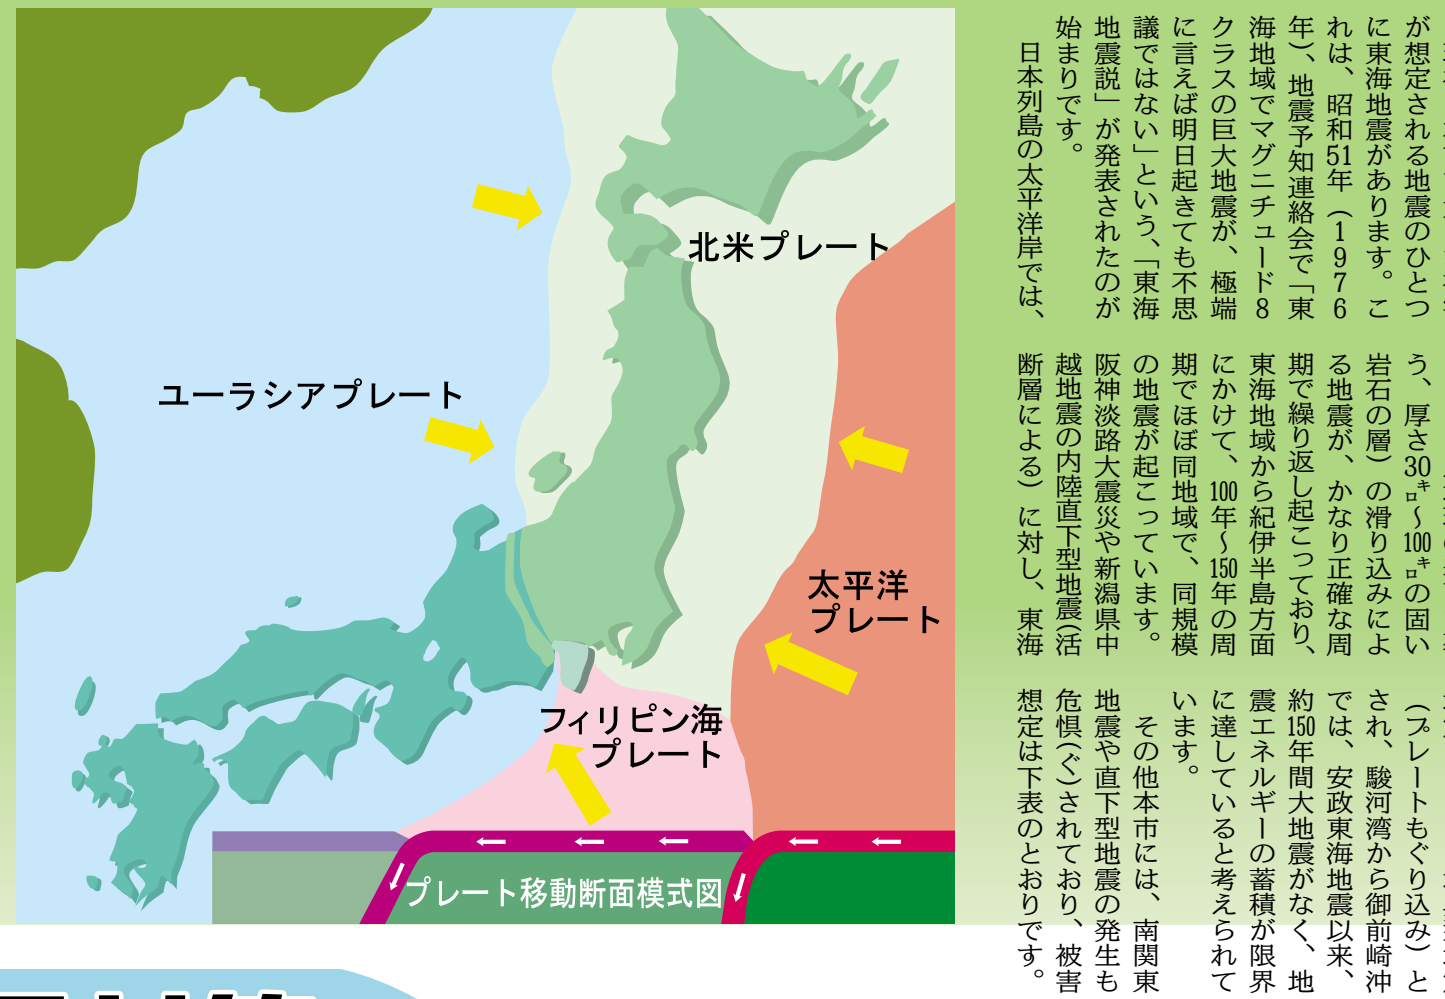 が想定される地震のひとつ
に東海地震があります。こ
れは、昭和51年（1976
年）、地震予知連絡会で「東
海地域でマグニチュード8
クラスの巨大地震が、極端
に言えば明日起きても不思
議ではない」という、「東海
地震説」が発表されたのが
始まりです。
日本列島の太平洋岸では、
う、厚さ30㌔〜100㌔の固い
岩石の層）の滑り込みによ
る地震が、かなり正確な周
期で繰り返し起こっており、
東海地域から紀伊半島方面
にかけて、100年〜150年の周
期でほぼ同地域で、同規模
の地震が起こっています。
阪神淡路大震災や新潟県中
越地震の内陸直下型地震(活
断層による）に対し、東海
（プレートもぐり込み）と
され、駿河湾から御前崎沖
では、安政東海地震以来、
約150年間大地震がなく、地
震エネルギーの蓄積が限界
に達していると考えられて
います。
その他本市には、南関東
地震や直下型地震の発生も
危惧(ぐ)されており、被害
想定は下表のとおりです。
北米プレート
ユーラシアプレート
太平洋
プレート
フィリピン海
プレート
プレート移動断面模式図